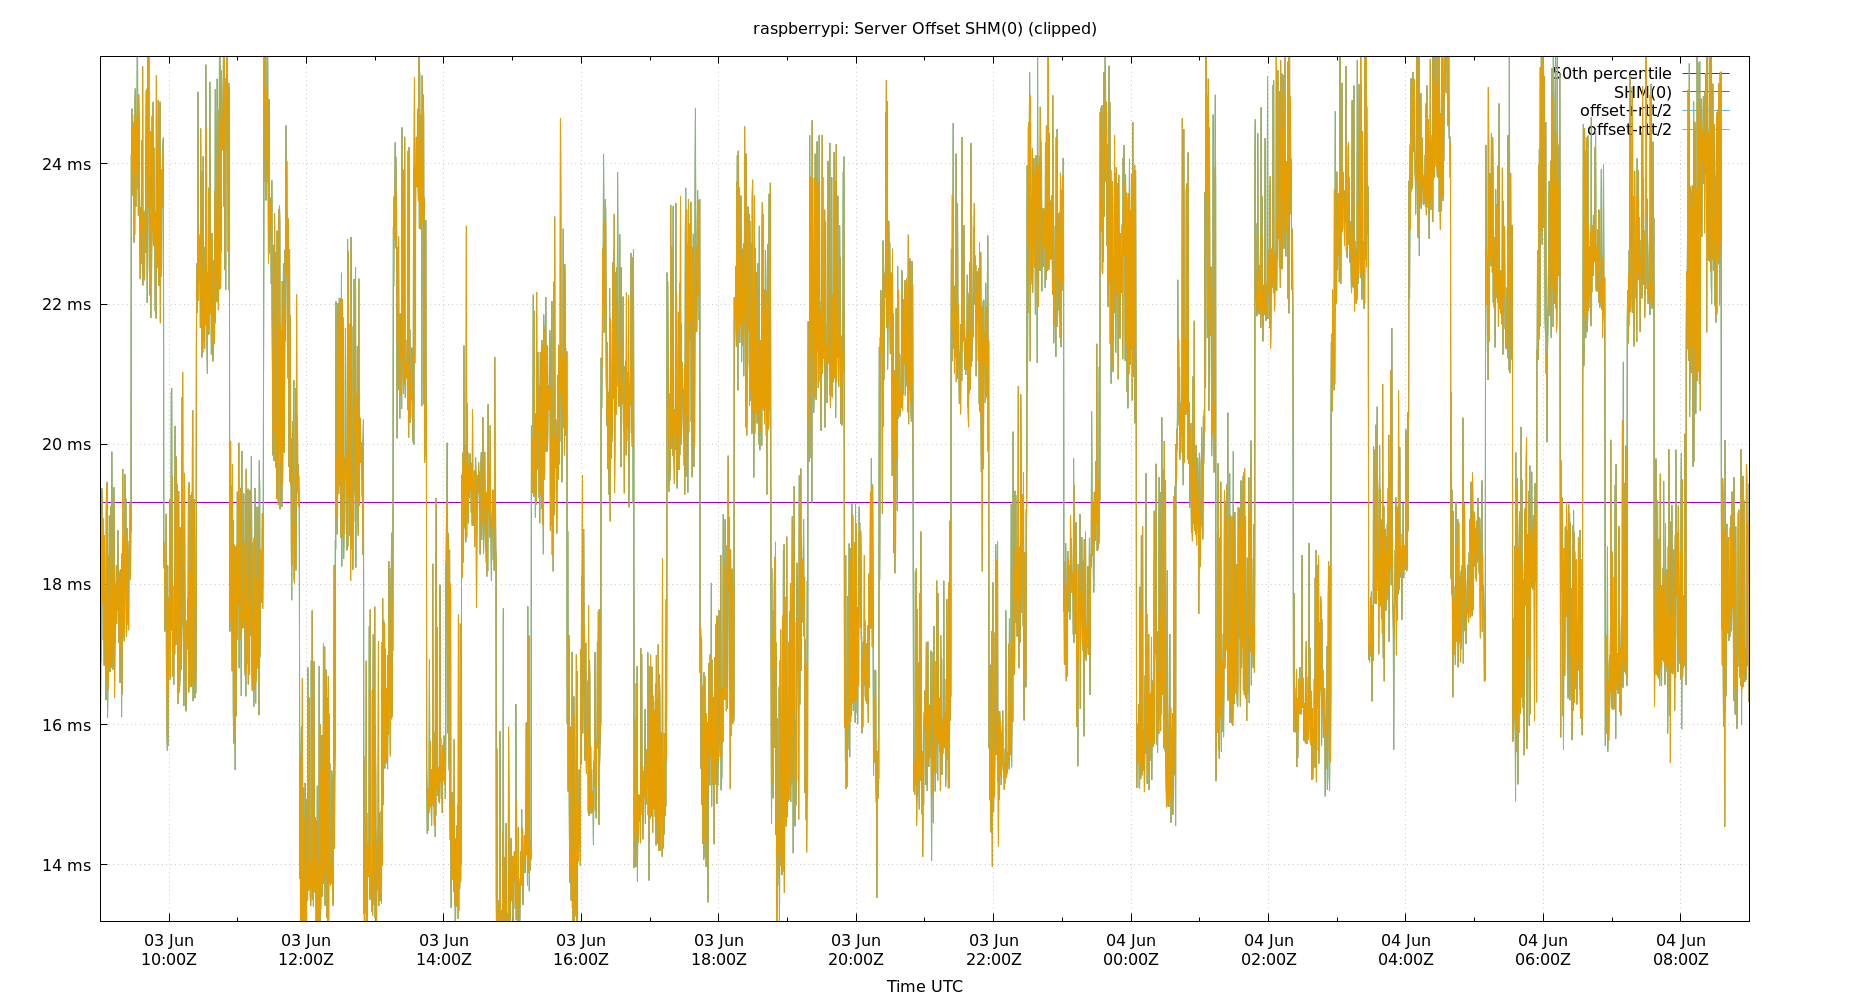 raspberrypi: Server Offset SHM(0) (clipped)
50th percentile
SHM(0)
offset+rtt/2
offset-rtt/2
24 ms
22 ms
20 ms
18 ms
16 ms
14 ms
03 Jun 03 Jun 03 Jun 03 Jun 03 Jun 03 Jun 03 Jun 04 Jun 04 Jun 04 Jun 04 Jun 04 Jun
10:00Z 12:00Z 14:00Z 16:00Z 18:00Z 20:00Z 22:00Z 00:00Z 02:00Z 04:00Z 06:00Z 08:00Z
Time UTC